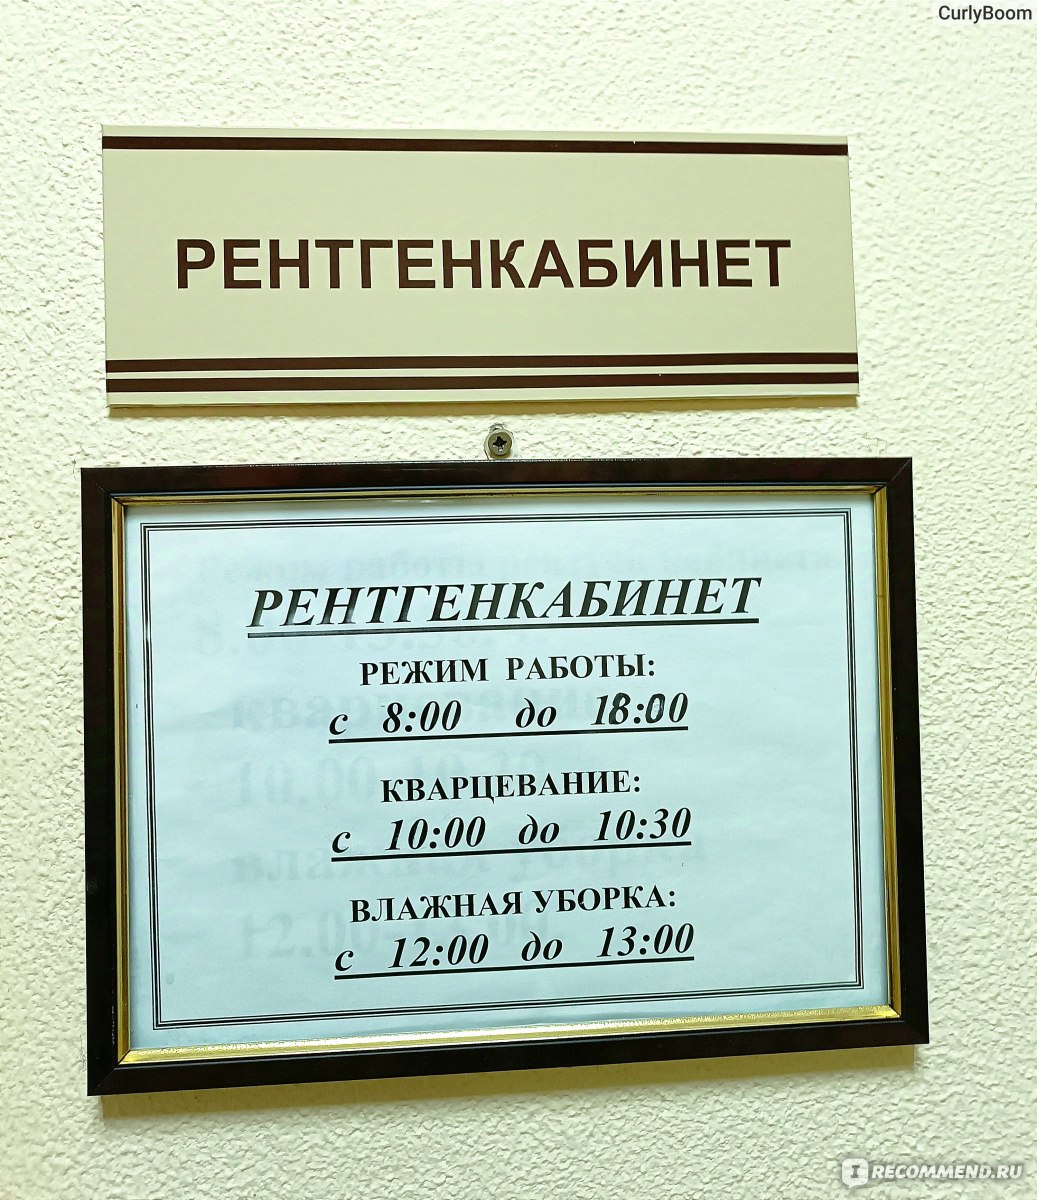 CurlyBoom
РЕНТГЕНКАБИНЕТ
РЕНТГЕНКАБИНЕТ
РЕЖИМ РАБОТЫ:
с 8:00 до 18:00
КВАРЦЕВАНИЕ:
с 10:00 до 10:30
ВЛАЖНАЯ УБОРКА:
с 12:00 до 13:00
IRECOMMEND.RU